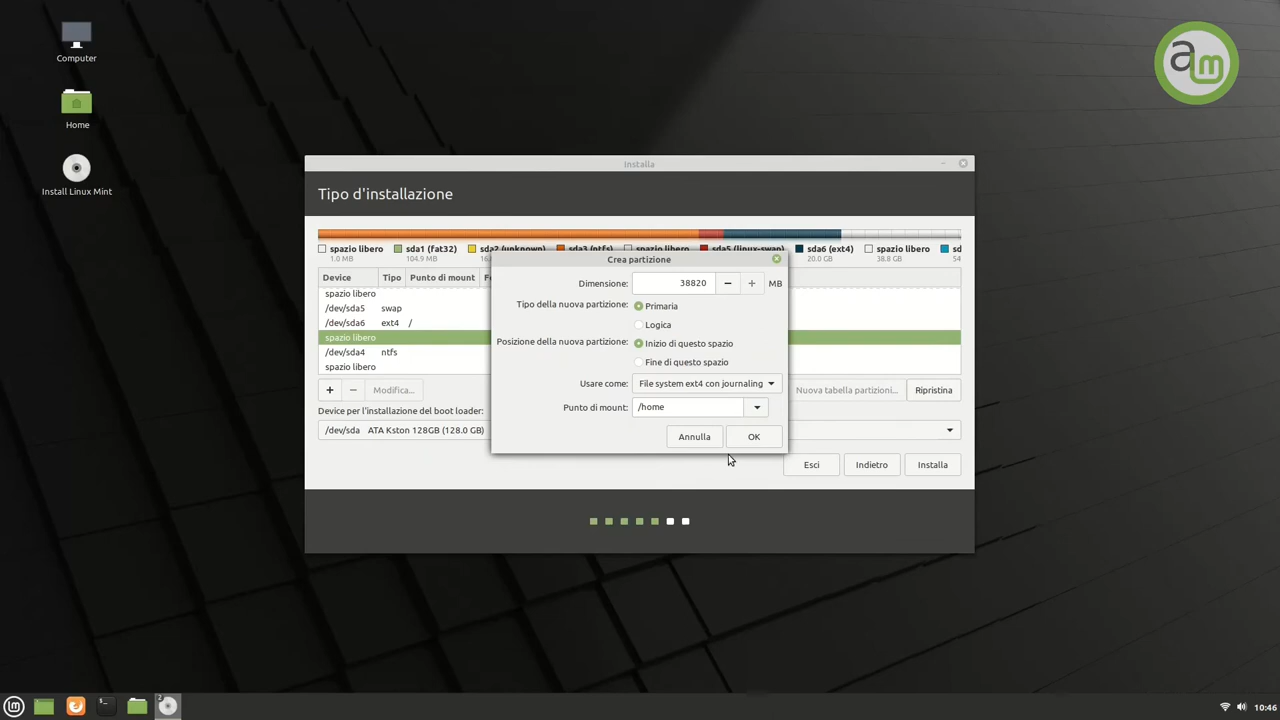 Computer
Home
Install Linux Mint
Installa
Tipo d'installazione
spazio libero sda1 (fat32) sda2 (unknown) sda3 (ntfs) spazio libero sda5 (linux-swap) sda6 (ext4) spazio libero sd
1.0 MB 104.9 MB 20.0 GB 38.8 GB 54
Crea partizione
Device Tipo Punto di mount
Dimensione: 38820 MB
spazio libero
Tipo della nuova partizione: Primaria
/dev/sda5 swap
/dev/sda6 ext4 /
Logica
spazio libero
Posizione della nuova partizione: Inizio di questo spazio
/dev/sda4 ntfs
Fine di questo spazio
spazio libero
Usare come: File system ext4 con journaling
+ − Modifica... Nuova tabella partizioni... Ripristina
Punto di mount: /home
Device per l'installazione del boot loader:
/dev/sda ATA Kston 128GB (128.0 GB)
Annulla OK
Esci Indietro Installa
2
10:46